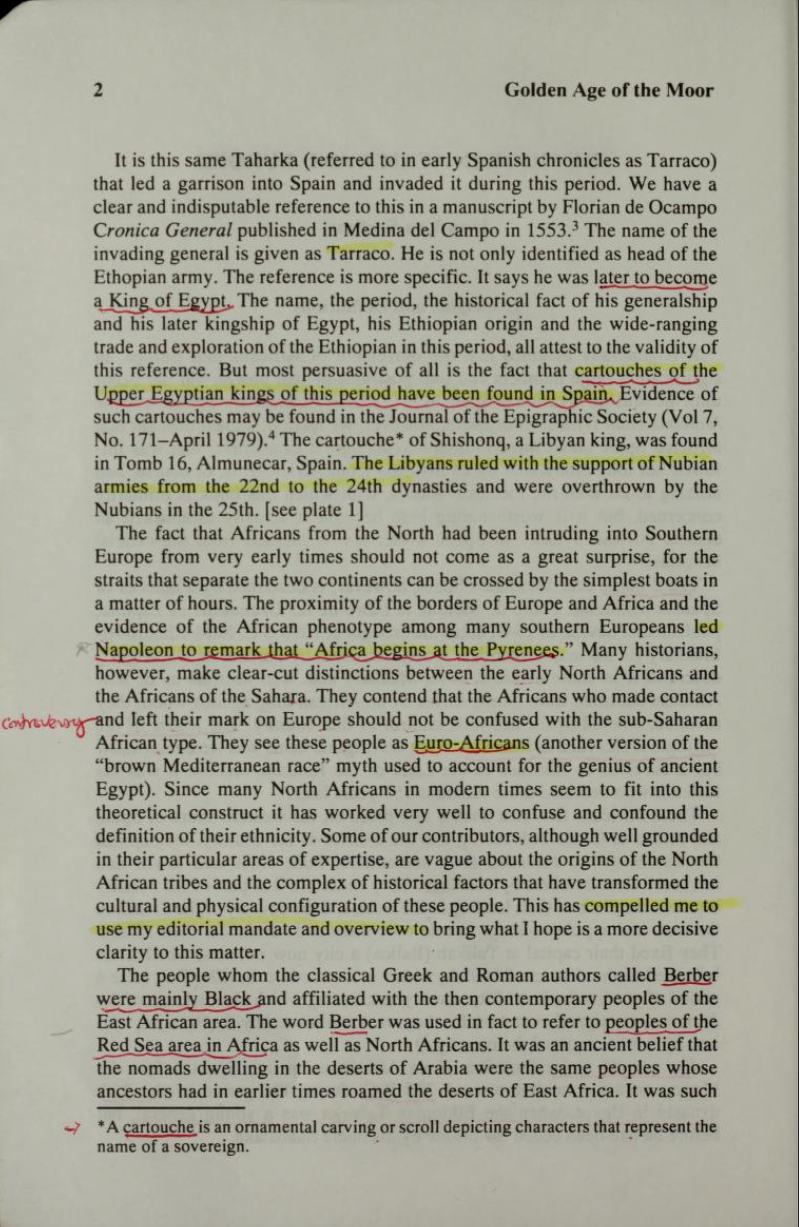 2
Golden Age of the Moor
It is this same Taharka (referred to in early Spanish chronicles as Tarraco)
that led a garrison into Spain and invaded it during this period. We have a
clear and indisputable reference to this in a manuscript by Florian de Ocampo
Cronica General published in Medina del Campo in 1553.³ The name of the
invading general is given as Tarraco. He is not only identified as head of the
Ethopian army. The reference is more specific. It says he was later to become
a King of Egypt. The name, the period, the historical fact of his generalship
and his later kingship of Egypt, his Ethiopian origin and the wide-ranging
trade and exploration of the Ethiopian in this period, all attest to the validity of
this reference. But most persuasive of all is the fact that cartouches of the
Upper Egyptian kings of this period have been found in Spain. Evidence of
such cartouches may be found in the Journal of the Epigraphic Society (Vol 7,
No. 171–April 1979).⁴ The cartouche* of Shishonq, a Libyan king, was found
in Tomb 16, Almunecar, Spain. The Libyans ruled with the support of Nubian
armies from the 22nd to the 24th dynasties and were overthrown by the
Nubians in the 25th. [see plate 1]
The fact that Africans from the North had been intruding into Southern
Europe from very early times should not come as a great surprise, for the
straits that separate the two continents can be crossed by the simplest boats in
a matter of hours. The proximity of the borders of Europe and Africa and the
evidence of the African phenotype among many southern Europeans led
Napoleon to remark that “Africa begins at the Pyrenees.” Many historians,
however, make clear-cut distinctions between the early North Africans and
the Africans of the Sahara. They contend that the Africans who made contact
controversy
and left their mark on Europe should not be confused with the sub-Saharan
African type. They see these people as Euro-Africans (another version of the
“brown Mediterranean race” myth used to account for the genius of ancient
Egypt). Since many North Africans in modern times seem to fit into this
theoretical construct it has worked very well to confuse and confound the
definition of their ethnicity. Some of our contributors, although well grounded
in their particular areas of expertise, are vague about the origins of the North
African tribes and the complex of historical factors that have transformed the
cultural and physical configuration of these people. This has compelled me to
use my editorial mandate and overview to bring what I hope is a more decisive
clarity to this matter.
The people whom the classical Greek and Roman authors called Berber
were mainly Black and affiliated with the then contemporary peoples of the
East African area. The word Berber was used in fact to refer to peoples of the
Red Sea area in Africa as well as North Africans. It was an ancient belief that
the nomads dwelling in the deserts of Arabia were the same peoples whose
ancestors had in earlier times roamed the deserts of East Africa. It was such
*A cartouche is an ornamental carving or scroll depicting characters that represent the
name of a sovereign.